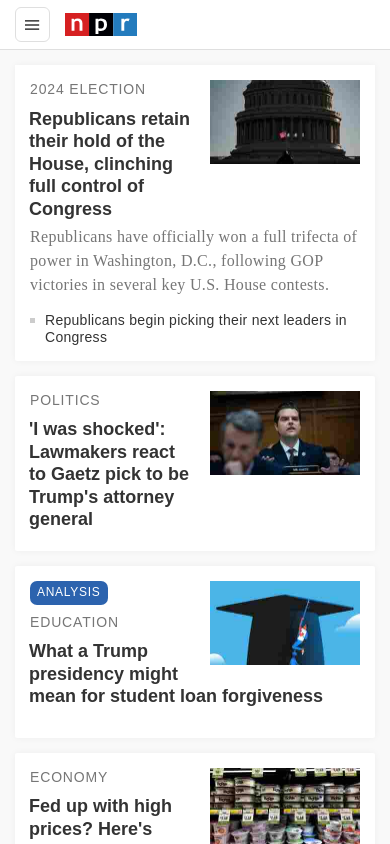 npr
2024 ELECTION
Republicans retain
their hold of the
House, clinching
full control of
Congress
Republicans have officially won a full trifecta of
power in Washington, D.C., following GOP
victories in several key U.S. House contests.
Republicans begin picking their next leaders in
Congress
POLITICS
'I was shocked':
Lawmakers react
to Gaetz pick to be
Trump's attorney
general
ANALYSIS
EDUCATION
What a Trump
presidency might
mean for student loan forgiveness
ECONOMY
Fed up with high
prices? Here's